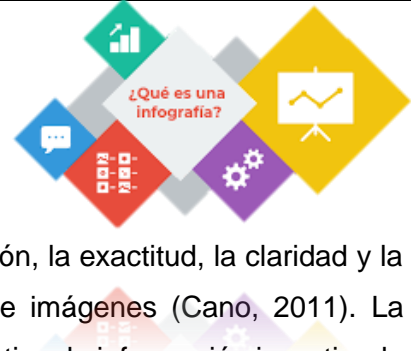 ¿Qué es una
infografía?
ón, la exactitud, la claridad y la
e imágenes (Cano, 2011). La